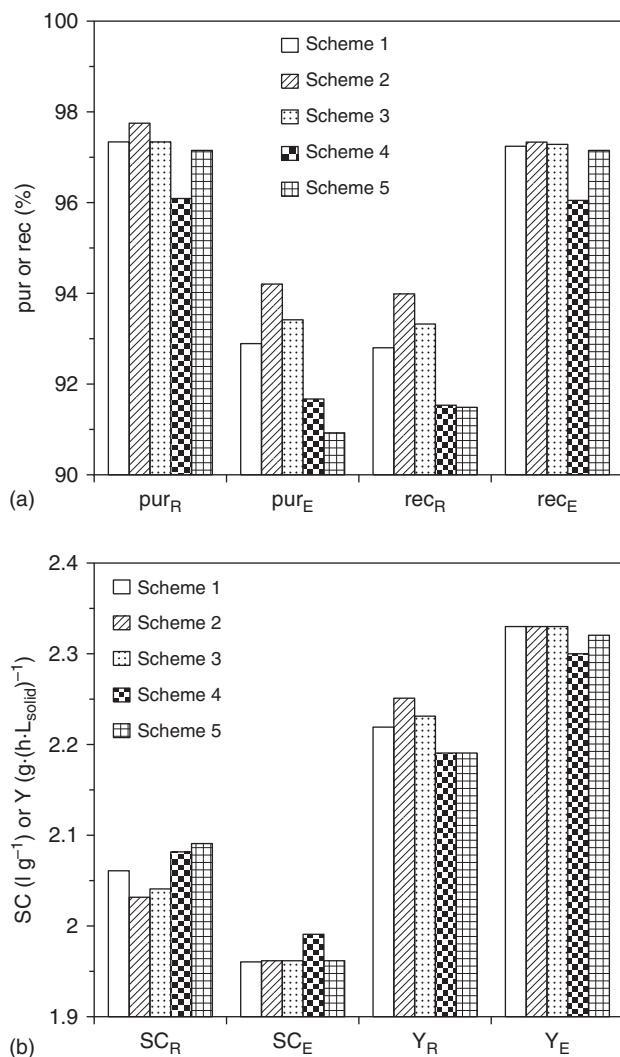 100
98
96
94
92
90
pur or rec (%)
Scheme 1
Scheme 2
Scheme 3
Scheme 4
Scheme 5
(a)
pur_R
pur_E
rec_R
rec_E
2.4
2.3
2.2
2.1
2
1.9
SC (l g⁻¹) or Y (g·(h·L_solid)⁻¹)
Scheme 1
Scheme 2
Scheme 3
Scheme 4
Scheme 5
(b)
SC_R
SC_E
Y_R
Y_E